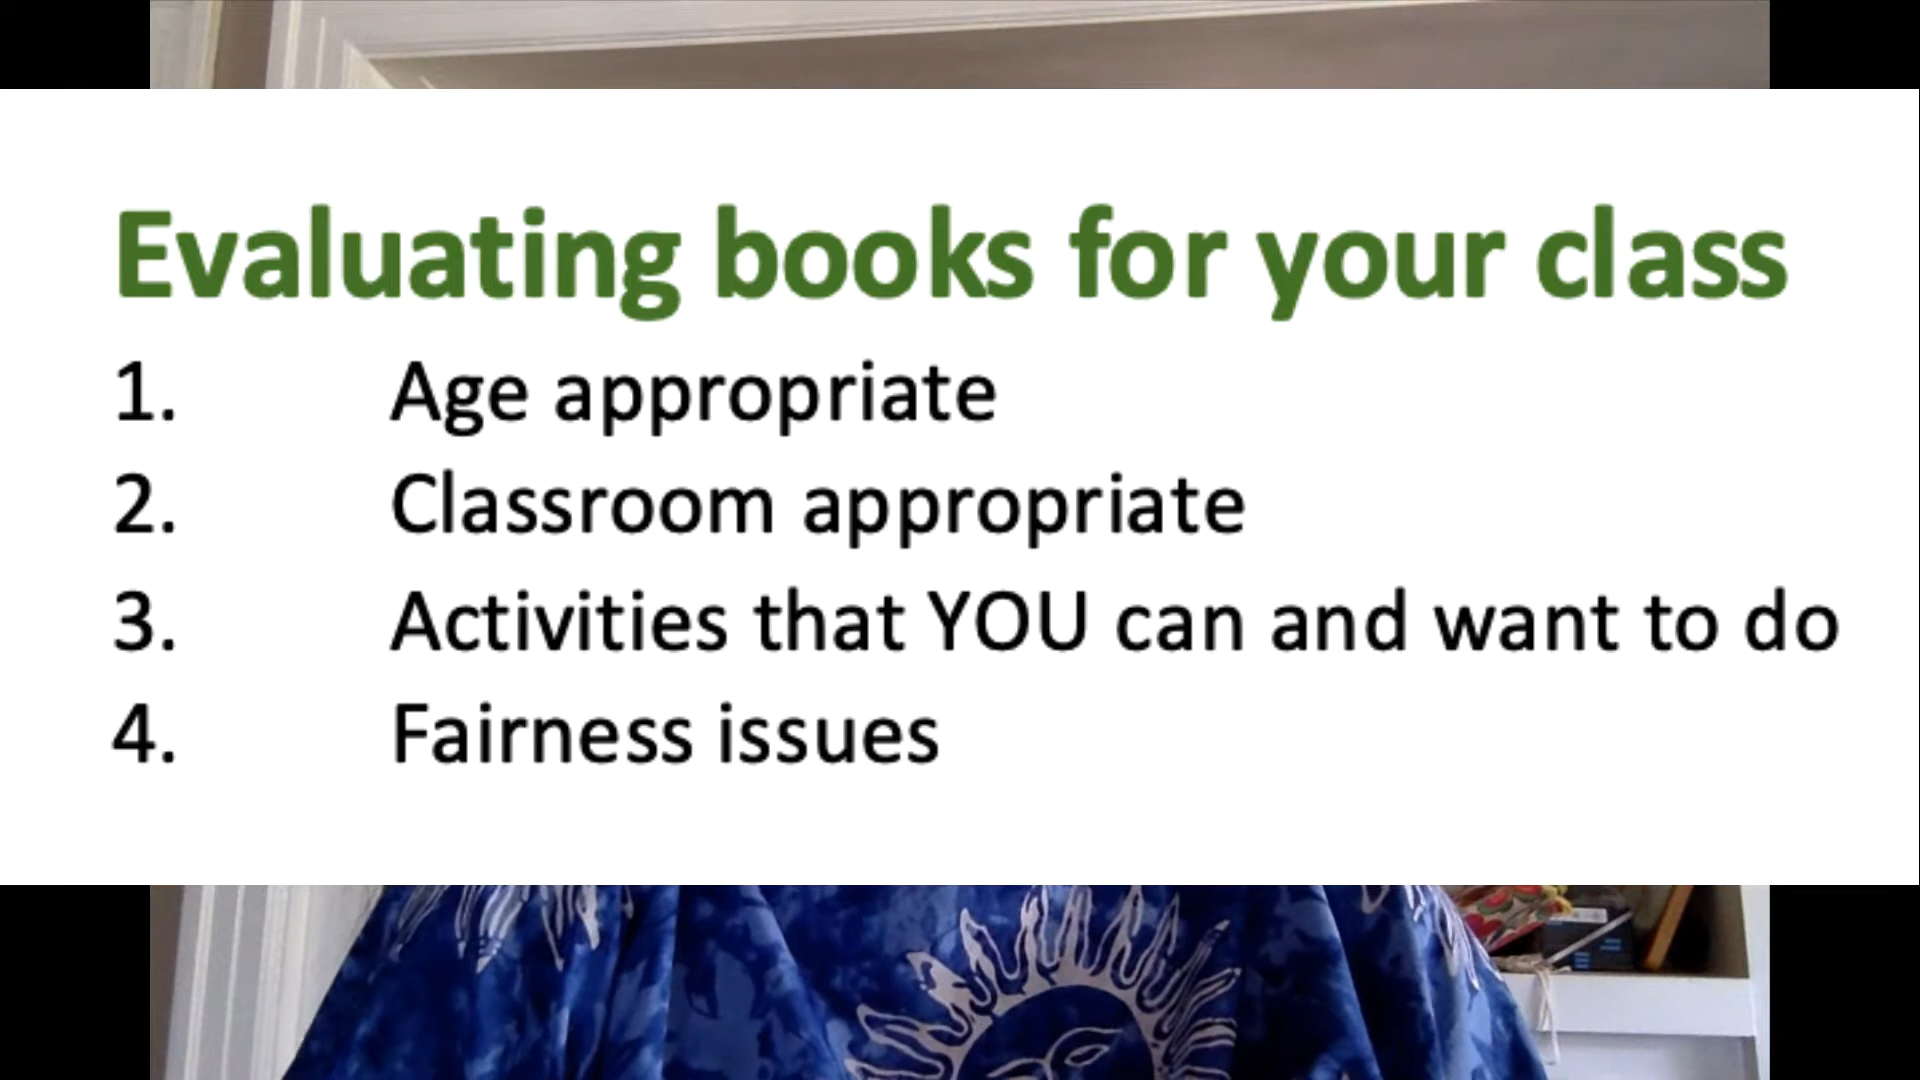 Evaluating books for your class
1. Age appropriate
2. Classroom appropriate
3. Activities that YOU can and want to do
4. Fairness issues